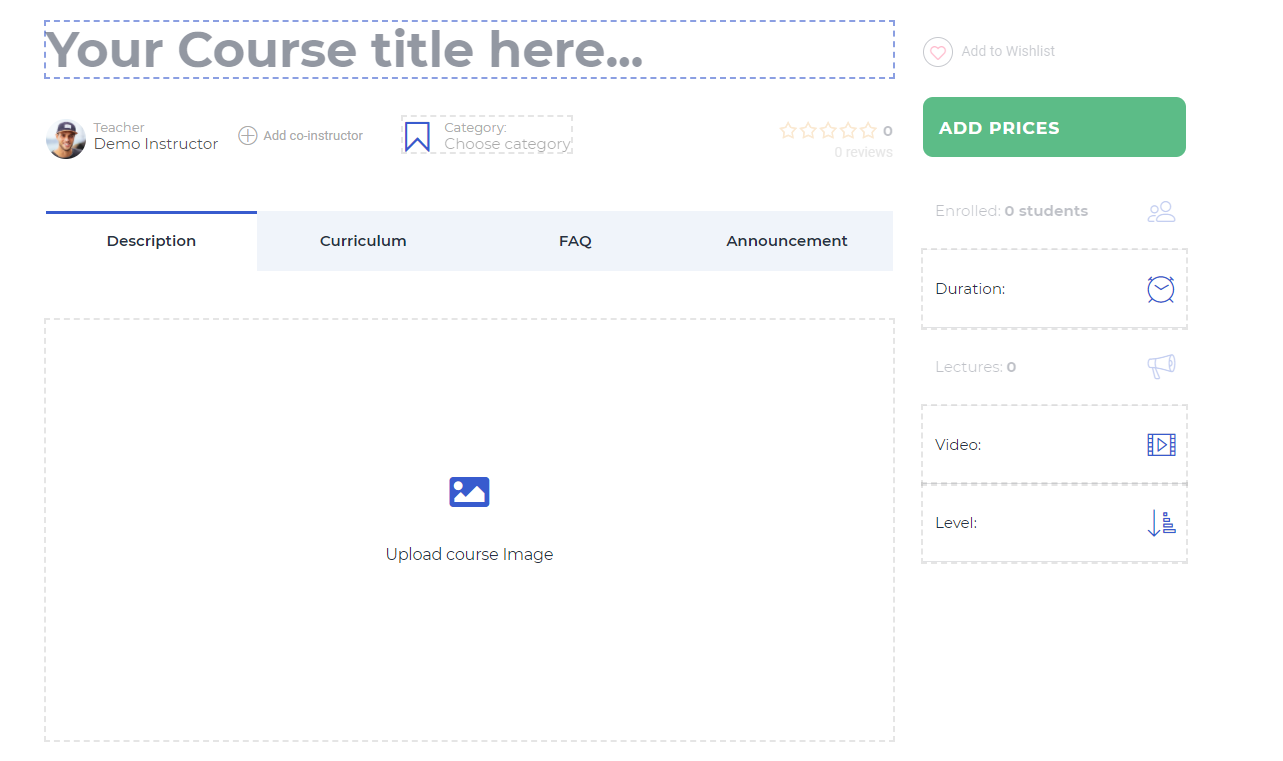 Your Course title here...
Add to Wishlist
Teacher
Demo Instructor
Add co-instructor
Category:
Choose category
0
0 reviews
ADD PRICES
Enrolled: 0 students
Description
Curriculum
FAQ
Announcement
Duration:
Lectures: 0
Video:
Level:
Upload course Image